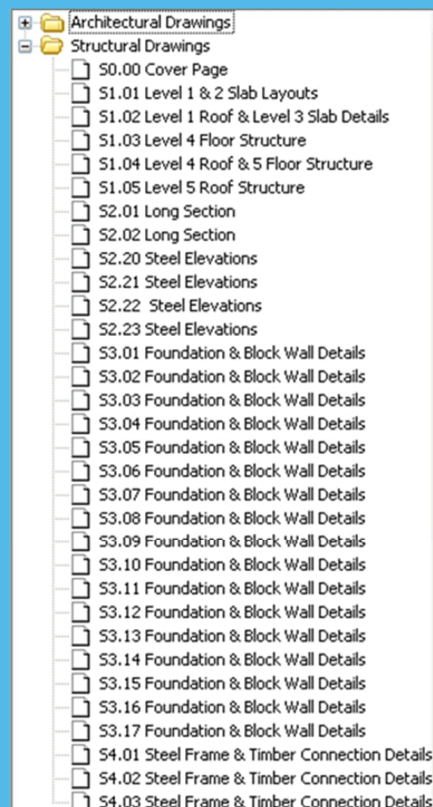 Architectural Drawings
Structural Drawings
S0.00 Cover Page
S1.01 Level 1 & 2 Slab Layouts
S1.02 Level 1 Roof & Level 3 Slab Details
S1.03 Level 4 Floor Structure
S1.04 Level 4 Roof & 5 Floor Structure
S1.05 Level 5 Roof Structure
S2.01 Long Section
S2.02 Long Section
S2.20 Steel Elevations
S2.21 Steel Elevations
S2.22 Steel Elevations
S2.23 Steel Elevations
S3.01 Foundation & Block Wall Details
S3.02 Foundation & Block Wall Details
S3.03 Foundation & Block Wall Details
S3.04 Foundation & Block Wall Details
S3.05 Foundation & Block Wall Details
S3.06 Foundation & Block Wall Details
S3.07 Foundation & Block Wall Details
S3.08 Foundation & Block Wall Details
S3.09 Foundation & Block Wall Details
S3.10 Foundation & Block Wall Details
S3.11 Foundation & Block Wall Details
S3.12 Foundation & Block Wall Details
S3.13 Foundation & Block Wall Details
S3.14 Foundation & Block Wall Details
S3.15 Foundation & Block Wall Details
S3.16 Foundation & Block Wall Details
S3.17 Foundation & Block Wall Details
S4.01 Steel Frame & Timber Connection Details
S4.02 Steel Frame & Timber Connection Details
S4.03 Steel Frame & Timber Connection Details